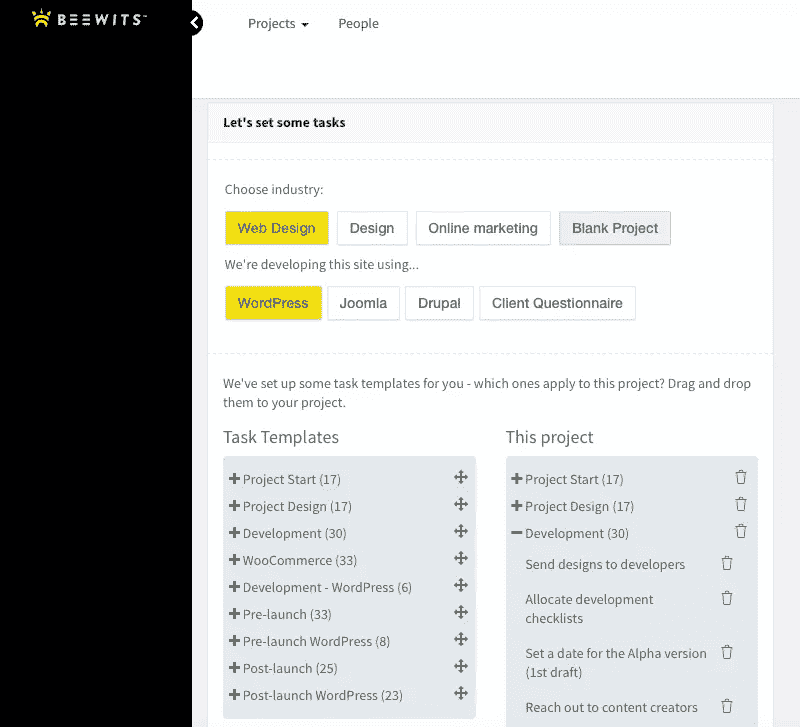 BEEWITS™
Projects
People
Let's set some tasks
Choose industry:
Web Design
Design
Online marketing
Blank Project
We're developing this site using...
WordPress
Joomla
Drupal
Client Questionnaire
We've set up some task templates for you - which ones apply to this project? Drag and drop
them to your project.
Task Templates
Project Start (17)
Project Design (17)
Development (30)
WooCommerce (33)
Development - WordPress (6)
Pre-launch (33)
Pre-launch WordPress (8)
Post-launch (25)
Post-launch WordPress (23)
This project
Project Start (17)
Project Design (17)
Development (30)
Send designs to developers
Allocate development
checklists
Set a date for the Alpha version
(1st draft)
Reach out to content creators